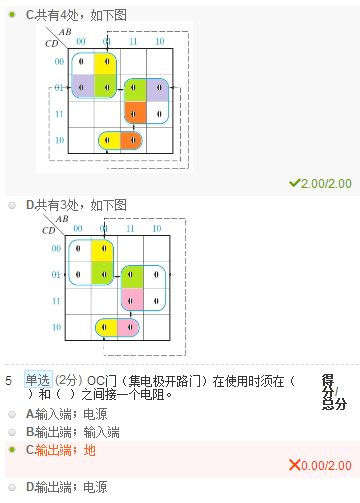 C.共有4处，如下图
AB
CD
00 01 11 10
00 0 0
01 0 0 0 0
11 0 0
10 0 0
2.00/2.00
D.共有3处，如下图
AB
CD
00 01 11 10
00 0 0
01 0 0 0 0
11 0 0
10 0 0
5 单选 (2分) OC门（集电极开路门）在使用时须在（
）和（ ）之间接一个电阻。
得分/总分
A.输入端；电源
B.输出端；输入端
C.输出端；地
0.00/2.00
D.输出端；电源